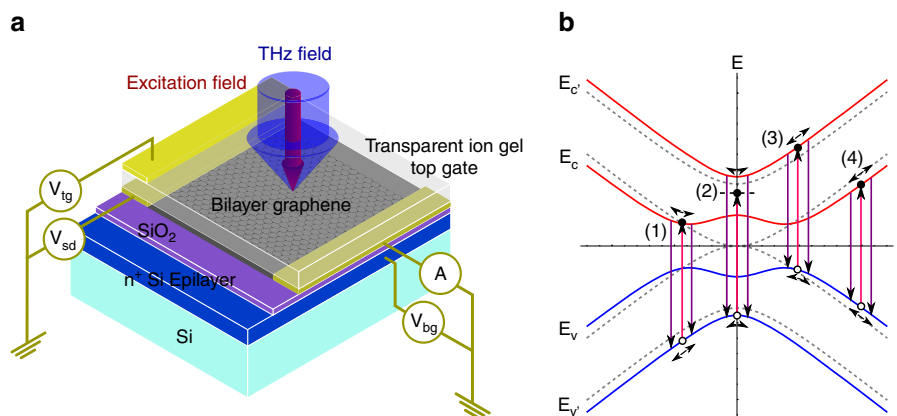 a
THz field
Excitation field
Transparent ion gel
top gate
Bilayer graphene
V_tg
V_sd
SiO₂
n⁺ Si Epilayer
A
V_bg
Si
b
E
E_c'
E_c
(1)
(2)
(3)
(4)
E_v
E_v'